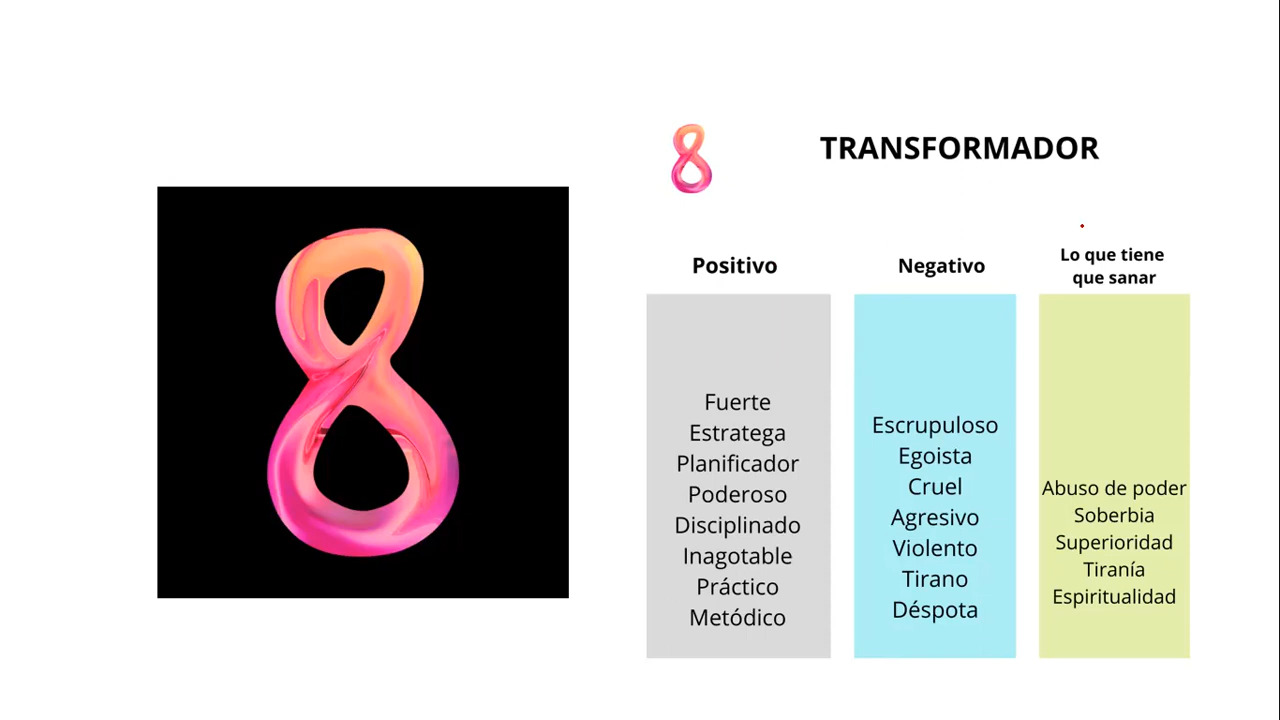 8
8
TRANSFORMADOR
Positivo
Fuerte
Estratega
Planificador
Poderoso
Disciplinado
Inagotable
Práctico
Metódico
Negativo
Escrupuloso
Egoista
Cruel
Agresivo
Violento
Tirano
Déspota
Lo que tiene
que sanar
Abuso de poder
Soberbia
Superioridad
Tiranía
Espiritualidad